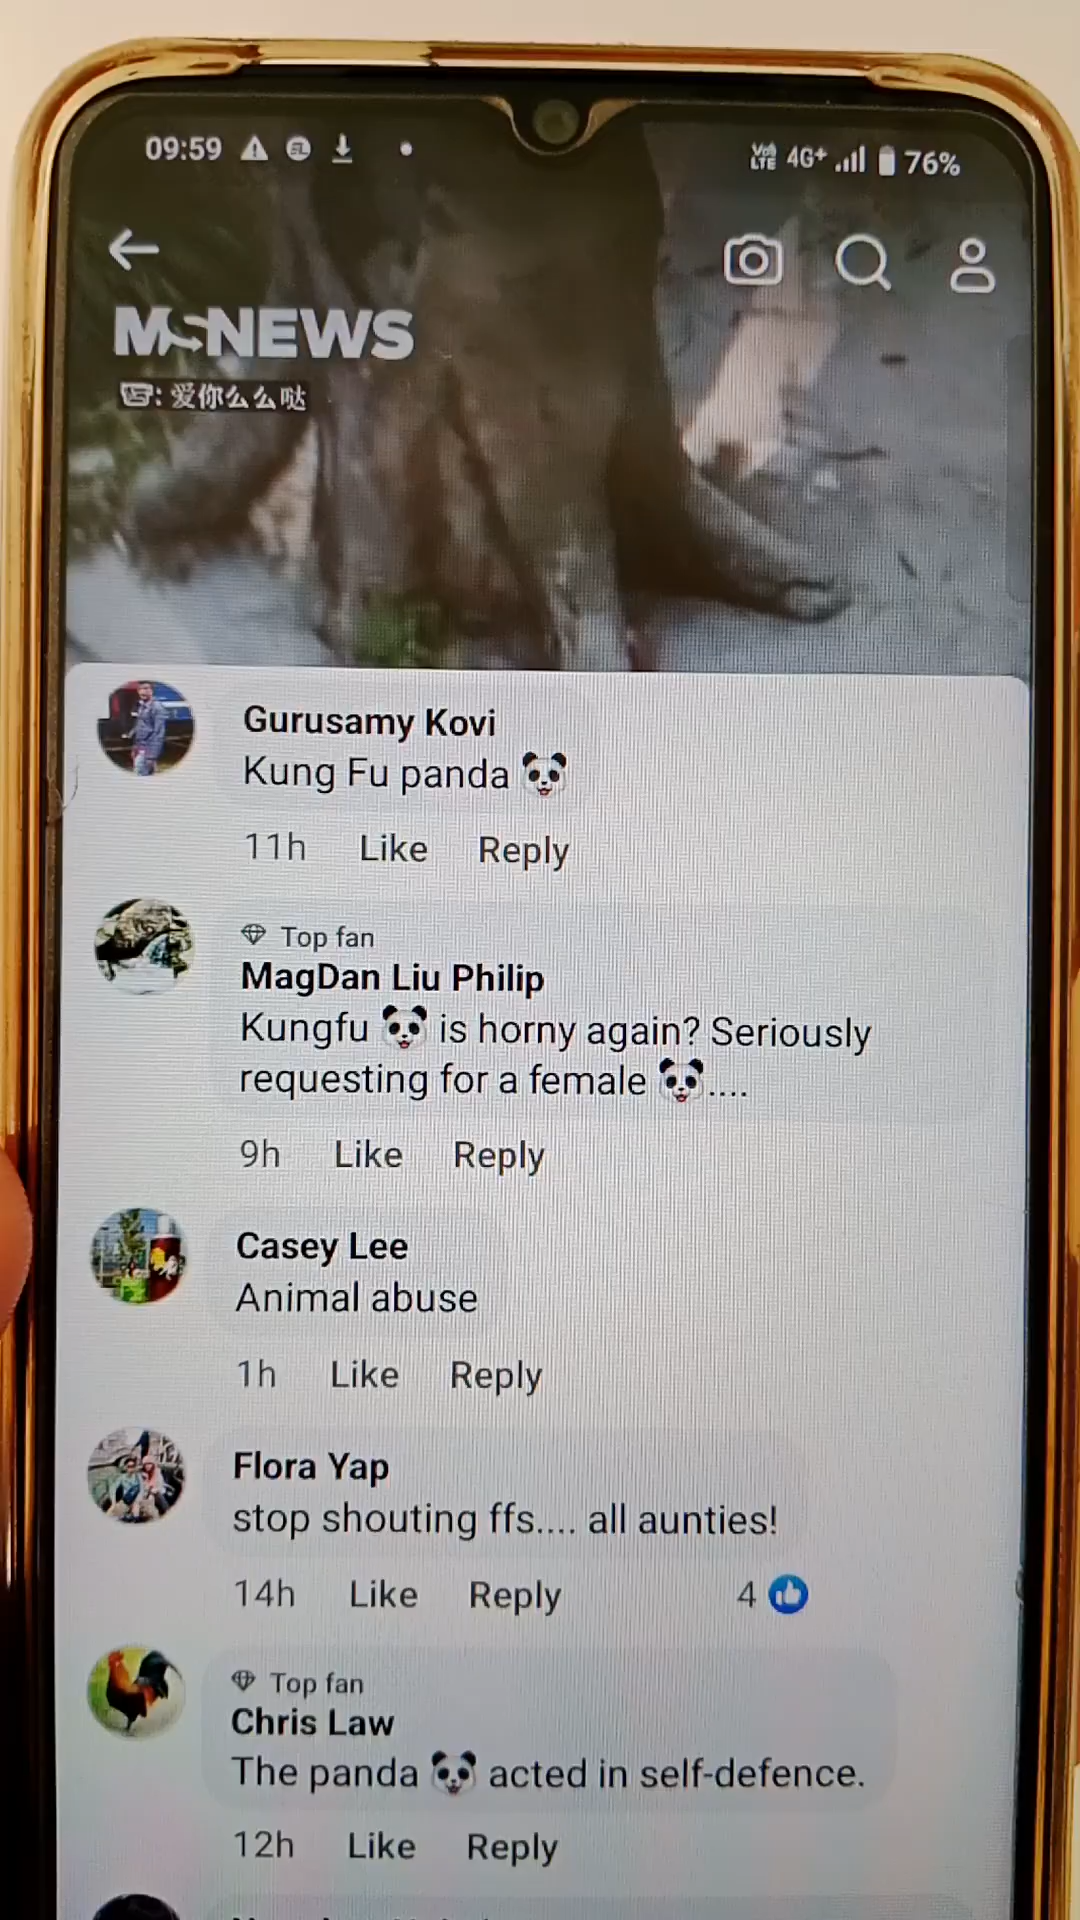 09:59
VoLTE 4G+ 76%
NEWS
: 爱你么么哒
Gurusamy Kovi
Kung Fu panda 🐼
11h Like Reply
Top fan
MagDan Liu Philip
Kungfu 🐼 is horny again? Seriously
requesting for a female 🐼....
9h Like Reply
Casey Lee
Animal abuse
1h Like Reply
Flora Yap
stop shouting ffs.... all aunties!
14h Like Reply 4
Top fan
Chris Law
The panda 🐼 acted in self-defence.
12h Like Reply